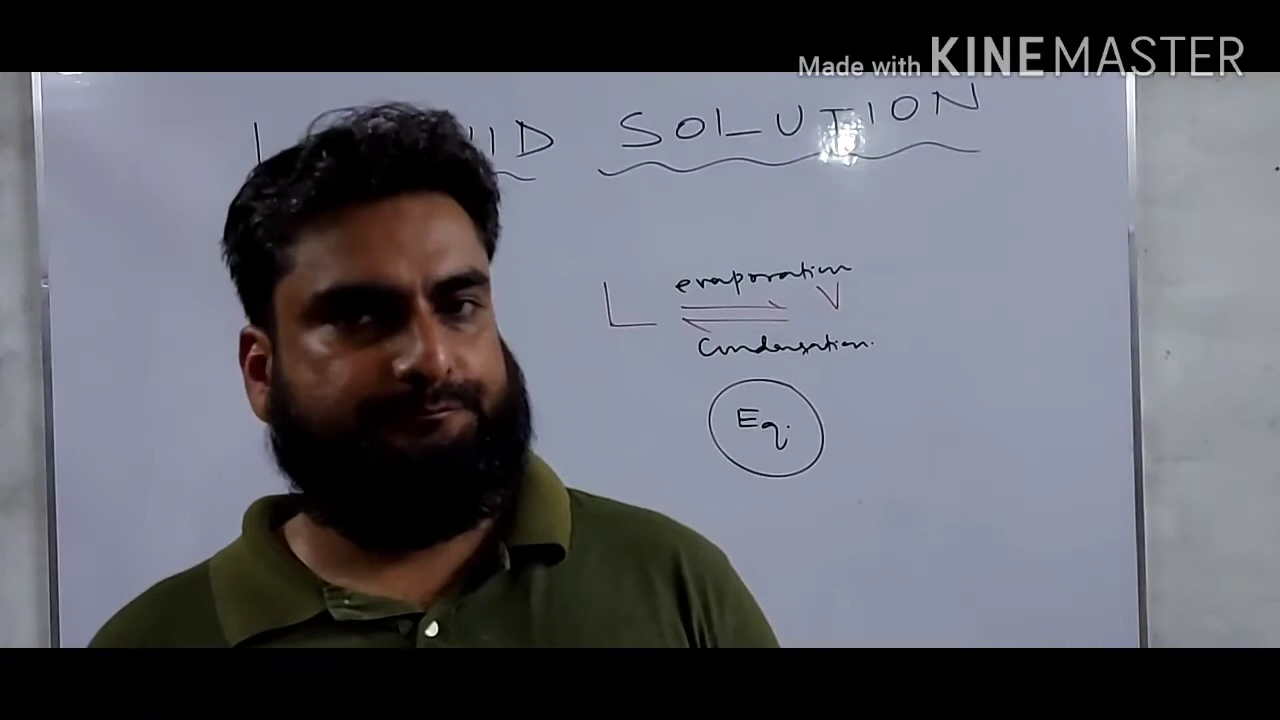 Made with KINEMASTER
SOLUTION
evaporation
L ⇌ V
Condensation.
Eq.